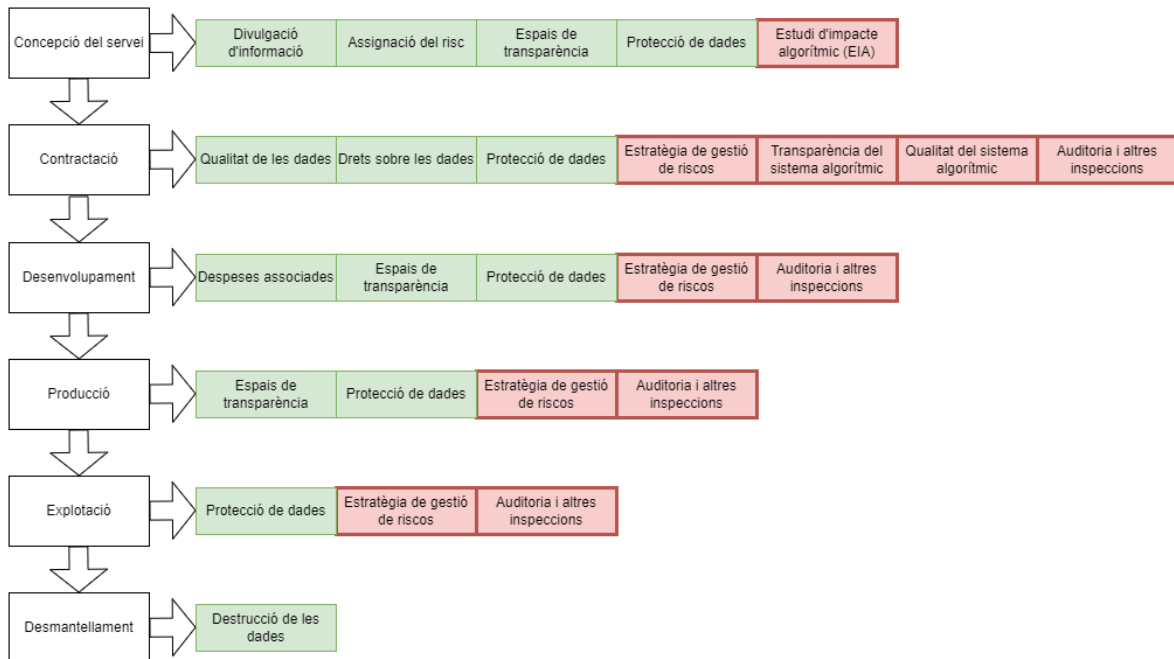 Concepció del servei
Divulgació
d'informació
Assignació del risc
Espais de
transparència
Protecció de dades
Estudi d'impacte
algorítmic (EIA)
Contractació
Qualitat de les dades
Drets sobre les dades
Protecció de dades
Estratègia de gestió
de riscos
Transparència del
sistema algorítmic
Qualitat del sistema
algorítmic
Auditoria i altres
inspeccions
Desenvolupament
Despeses associades
Espais de
transparència
Protecció de dades
Estratègia de gestió
de riscos
Auditoria i altres
inspeccions
Producció
Espais de
transparència
Protecció de dades
Estratègia de gestió
de riscos
Auditoria i altres
inspeccions
Explotació
Protecció de dades
Estratègia de gestió
de riscos
Auditoria i altres
inspeccions
Desmantellament
Destrucció de les
dades